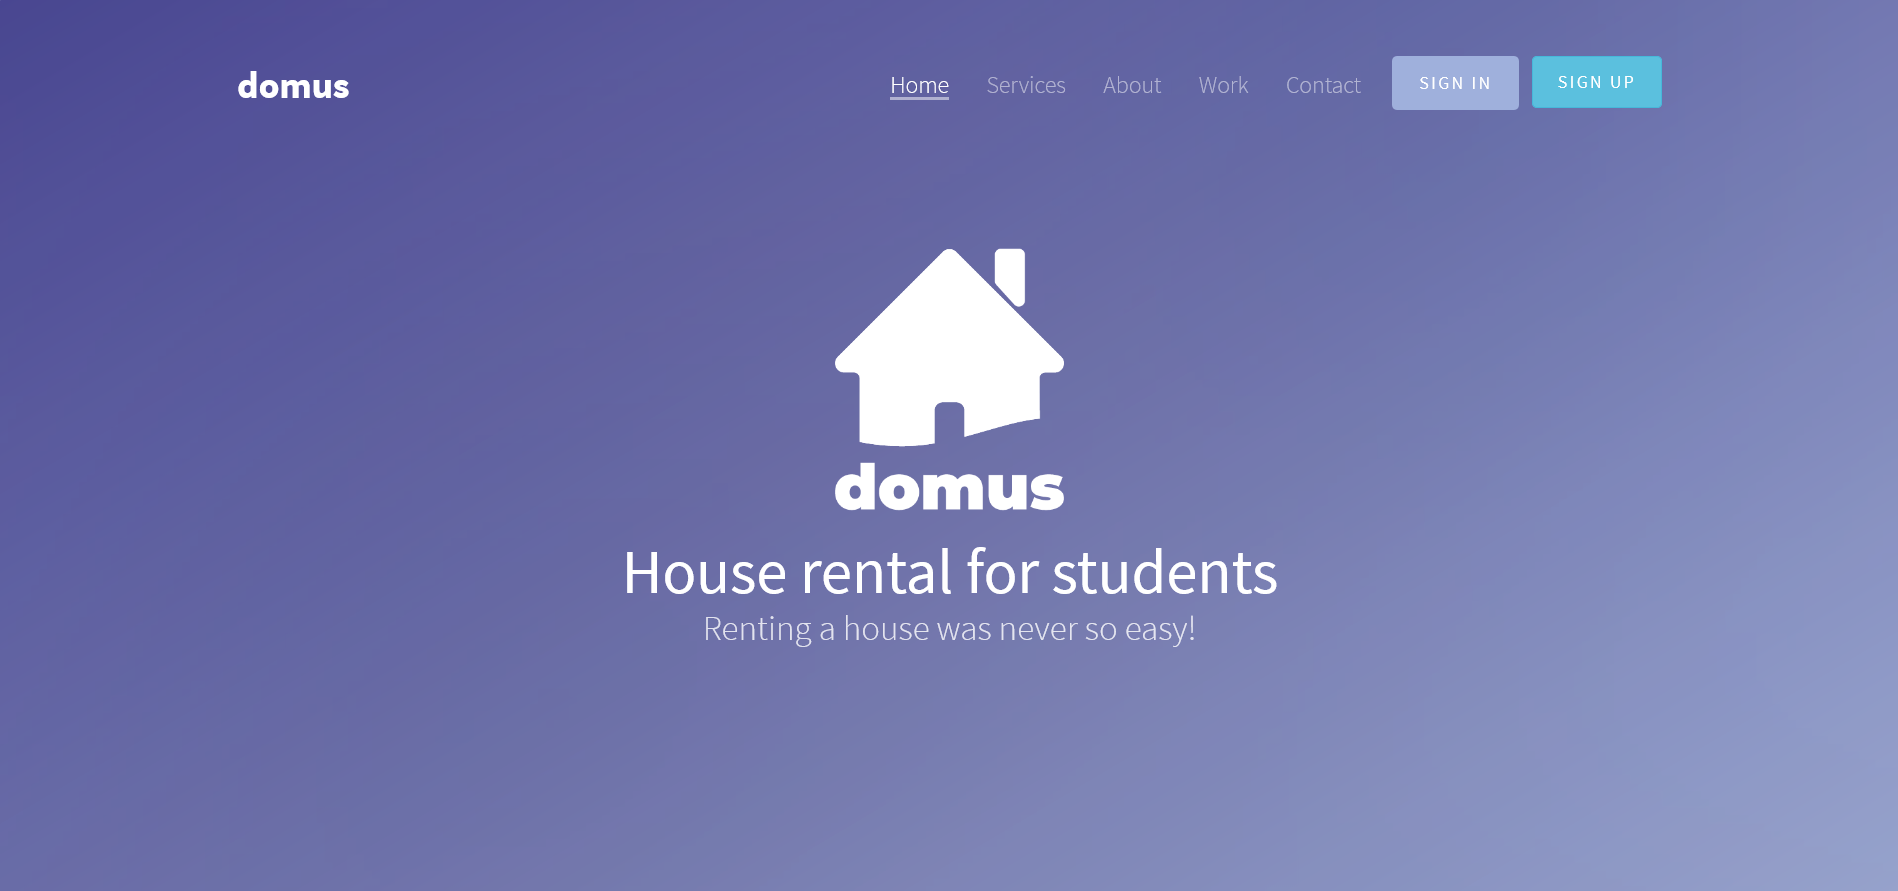 domus
Home Services About Work Contact SIGN IN SIGN UP
domus
House rental for students
Renting a house was never so easy!